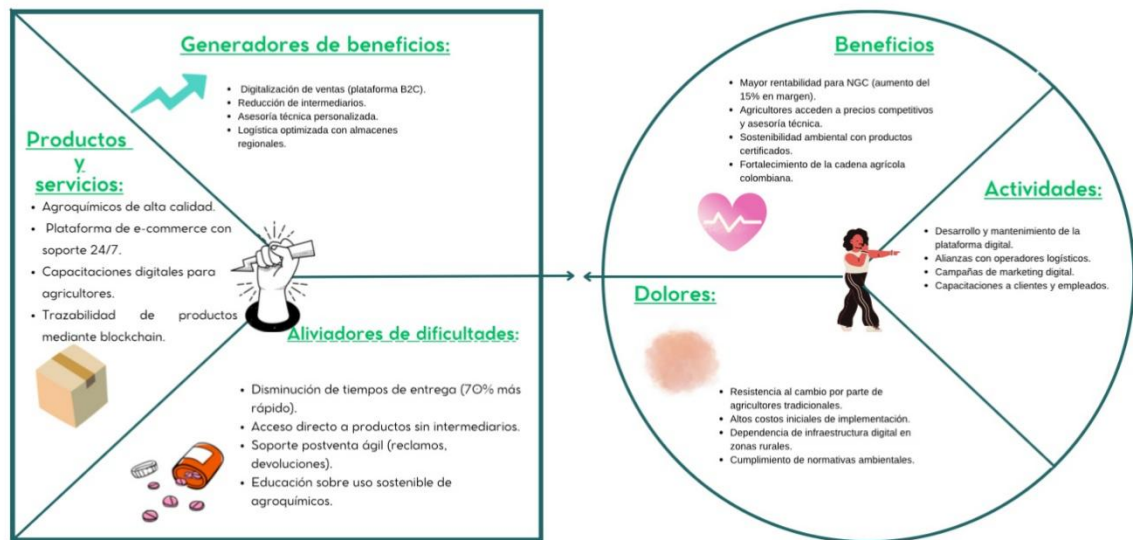 Generadores de beneficios:
Digitalización de ventas (plataforma B2C).
Reducción de intermediarios.
Asesoría técnica personalizada.
Logística optimizada con almacenes
regionales.
Productos
y
servicios:
Agroquímicos de alta calidad.
Plataforma de e-commerce con
soporte 24/7.
Capacitaciones digitales para
agricultores.
Trazabilidad de productos
mediante blockchain.
Aliviadores de dificultades:
Disminución de tiempos de entrega (70% más
rápido).
Acceso directo a productos sin intermediarios.
Soporte postventa ágil (reclamos,
devoluciones).
Educación sobre uso sostenible de
agroquímicos.
Beneficios
Mayor rentabilidad para NGC (aumento del
15% en margen).
Agricultores acceden a precios competitivos
y asesoría técnica.
Sostenibilidad ambiental con productos
certificados.
Fortalecimiento de la cadena agrícola
colombiana.
Actividades:
Desarrollo y mantenimiento de la
plataforma digital.
Alianzas con operadores logísticos.
Campañas de marketing digital.
Capacitaciones a clientes y empleados.
Dolores:
Resistencia al cambio por parte de
agricultores tradicionales.
Altos costos iniciales de implementación.
Dependencia de infraestructura digital en
zonas rurales.
Cumplimiento de normativas ambientales.